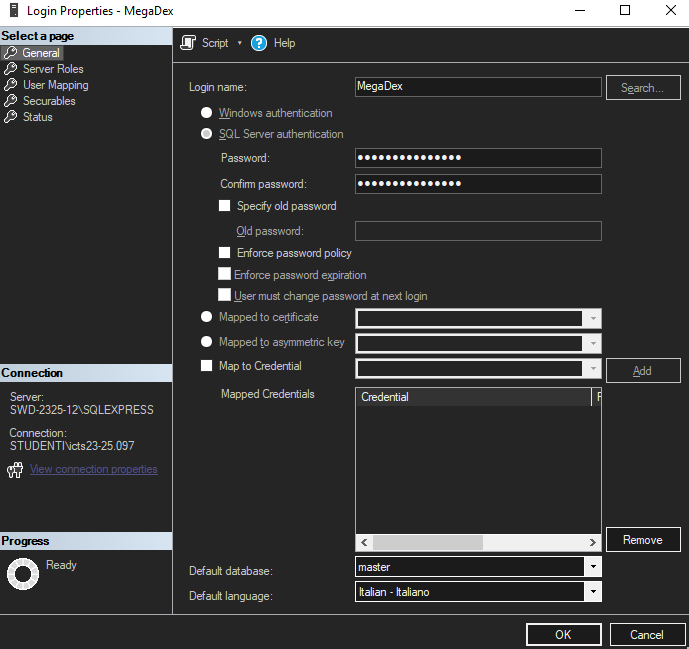 Login Properties - MegaDex
Select a page
General
Server Roles
User Mapping
Securables
Status
Script
Help
Login name:
MegaDex
Search...
Windows authentication
SQL Server authentication
Password:
●●●●●●●●●●●●●●●
Confirm password:
●●●●●●●●●●●●●●●
Specify old password
Old password:
Enforce password policy
Enforce password expiration
User must change password at next login
Mapped to certificate
Mapped to asymmetric key
Map to Credential
Add
Mapped Credentials
Credential
Remove
Default database:
master
Default language:
Italian - Italiano
Connection
Server:
SWD-2325-12\SQLEXPRESS
Connection:
STUDENTI\icts23-25.097
View connection properties
Progress
Ready
OK
Cancel